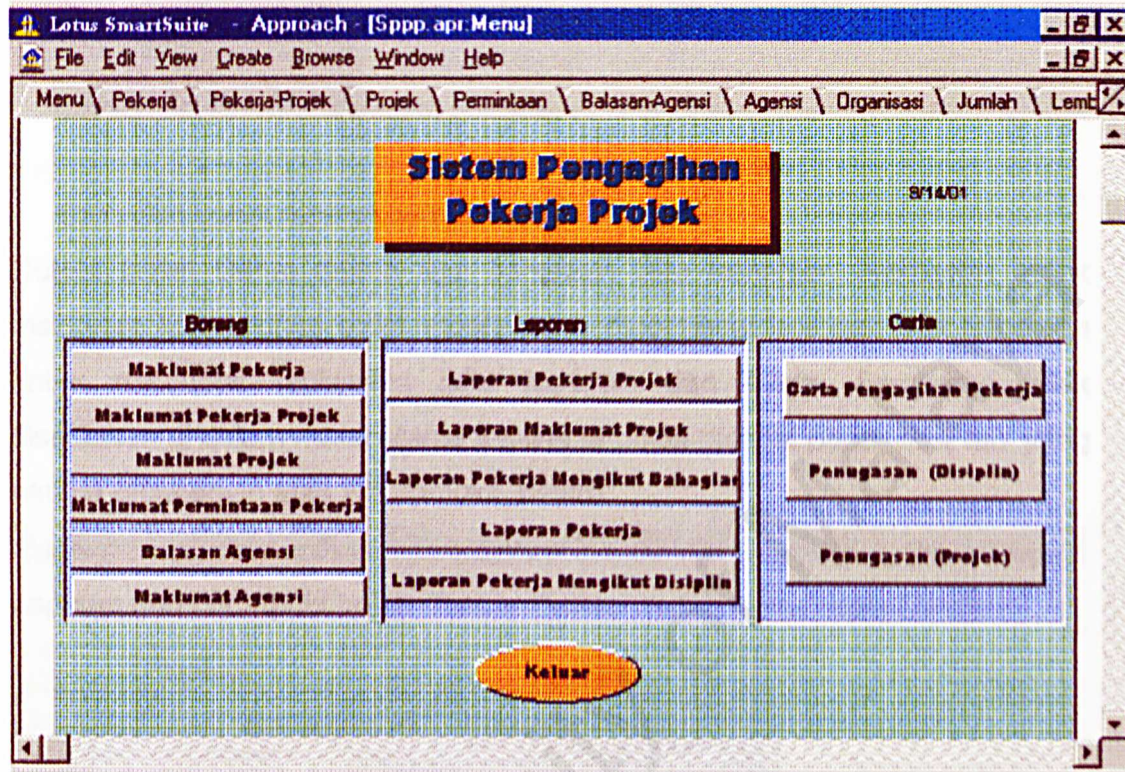 Lotus SmartSuite - Approach - [Sppp.apr:Menu]
File Edit View Create Browse Window Help
Menu \ Pekerja \ Pekerja-Projek \ Projek \ Permintaan \ Balasan-Agensi \ Agensi \ Organisasi \ Jumlah \ Lemb
Sistem Pengagihan
Pekerja Projek
9/14/01
Borang
Maklumat Pekerja
Maklumat Pekerja Projek
Maklumat Projek
Maklumat Permintaan Pekerja
Balasan Agensi
Maklumat Agensi
Laporan
Laporan Pekerja Projek
Laporan Maklumat Projek
Laporan Pekerja Mengikut Bahagian
Laporan Pekerja
Laporan Pekerja Mengikut Disiplin
Carta
Carta Pengagihan Pekerja
Penugasan (Disiplin)
Penugasan (Projek)
Keluar